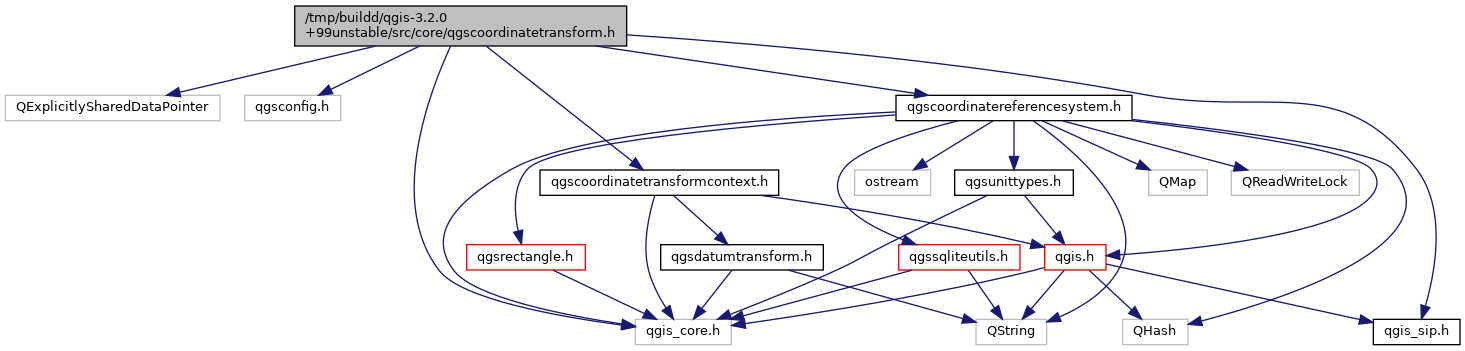 /tmp/buildd/qgis-3.2.0
+99unstable/src/core/qgscoordinatetransform.h
QExplicitlySharedDataPointer
qgsconfig.h
qgscoordinatereferencesystem.h
qgscoordinatetransformcontext.h
ostream
qgsunittypes.h
QMap
QReadWriteLock
qgsrectangle.h
qgsdatumtransform.h
qgssqliteutils.h
qgis.h
qgis_core.h
QString
QHash
qgis_sip.h